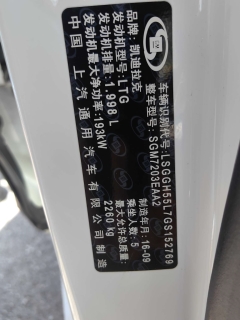 品牌：凯迪拉克
车辆识别代号：LSGGH55L7GS152769
整车型号：SGM7203EAA2
发动机型号：LTG
制造年月：16-09
发动机排量：1.998 L
乘坐人数：5
发动机最大净功率：193kW
最大允许总质量：2260 kg
中国 上汽通用汽车有限公司制造